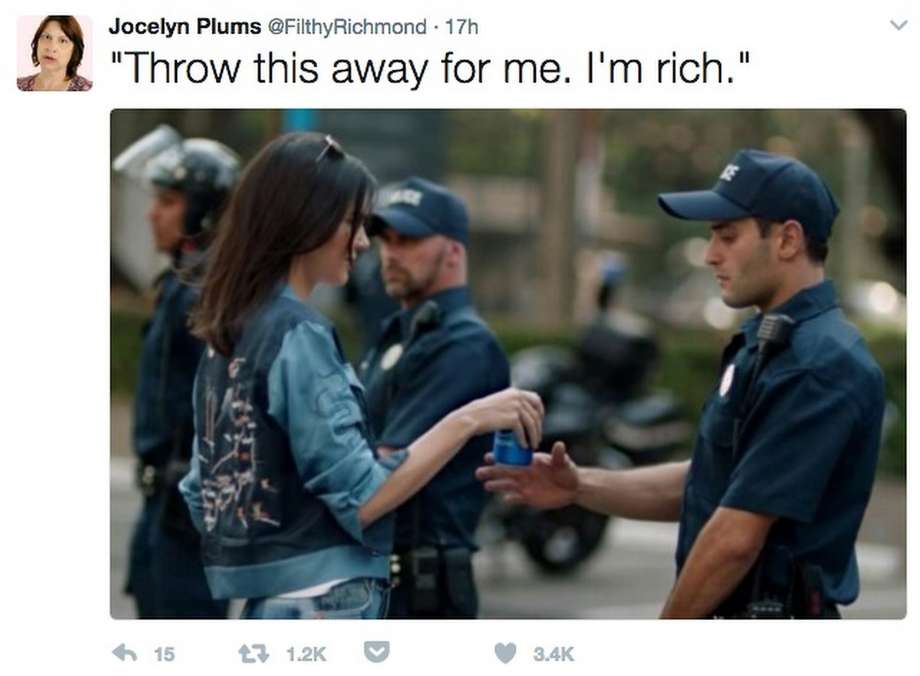 Jocelyn Plums @FilthyRichmond · 17h
"Throw this away for me. I'm rich."
15 1.2K 3.4K